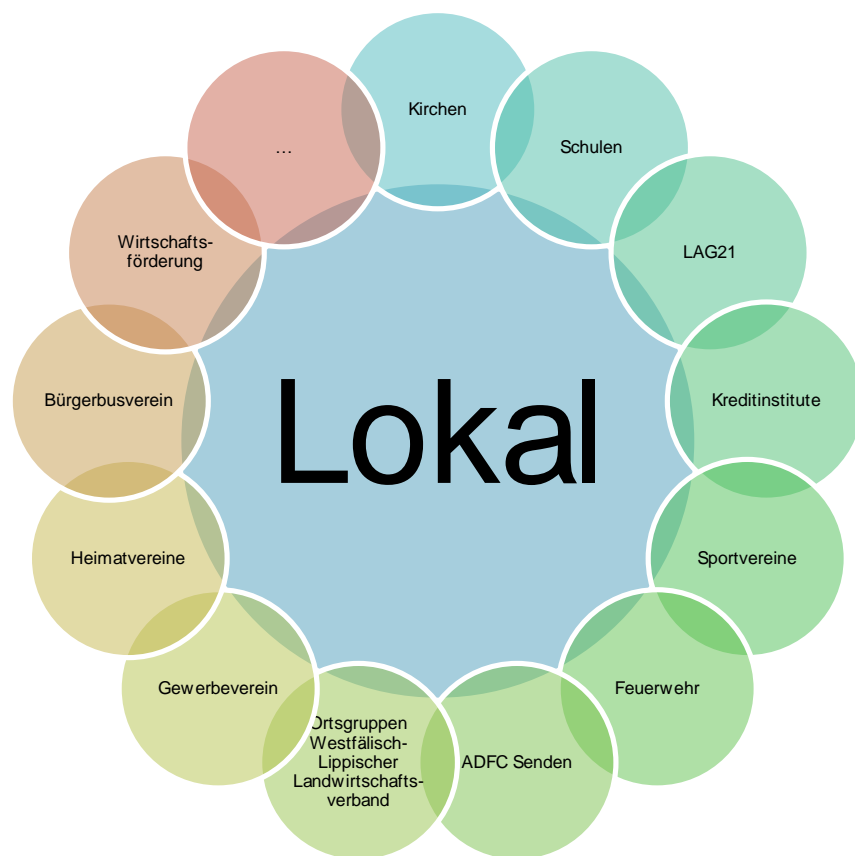 Lokal
Kirchen
Schulen
LAG21
Kreditinstitute
Sportvereine
Feuerwehr
ADFC Senden
Ortsgruppen
Westfälisch-
Lippischer
Landwirtschafts-
verband
Gewerbeverein
Heimatvereine
Bürgerbusverein
Wirtschafts-
förderung
...